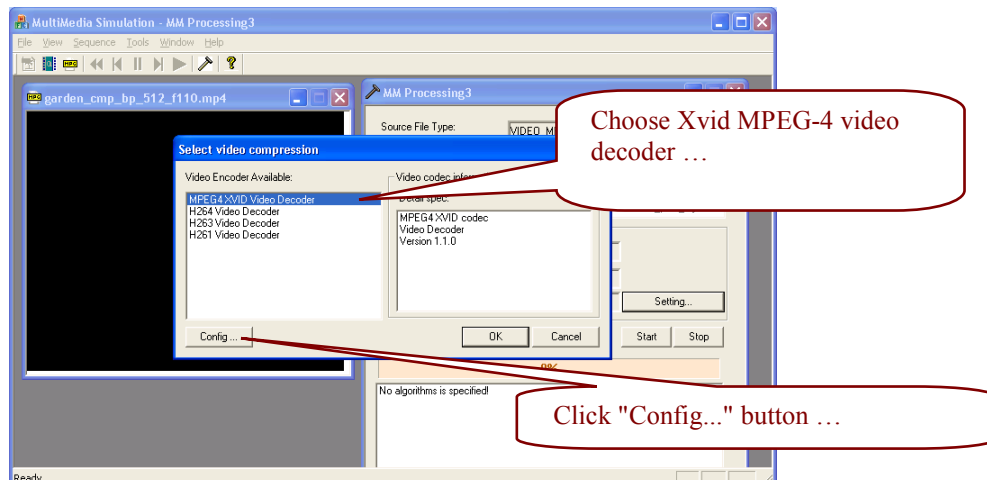 MultiMedia Simulation - MM Processing3
File View Sequence Tools Window Help
garden_cmp_bp_512_f110.mp4
MM Processing3
Source File Type:
Choose Xvid MPEG-4 video
decoder …
Select video compression
Video Encoder Available:
MPEG4 XVID Video Decoder
H264 Video Decoder
H263 Video Decoder
H261 Video Decoder
Video codec
Detail spec:
MPEG4 XVID codec
Video Decoder
Version 1.1.0
Setting...
Config ...
OK
Cancel
Start
Stop
No algorithms is specified!
Click "Config..." button …
Ready